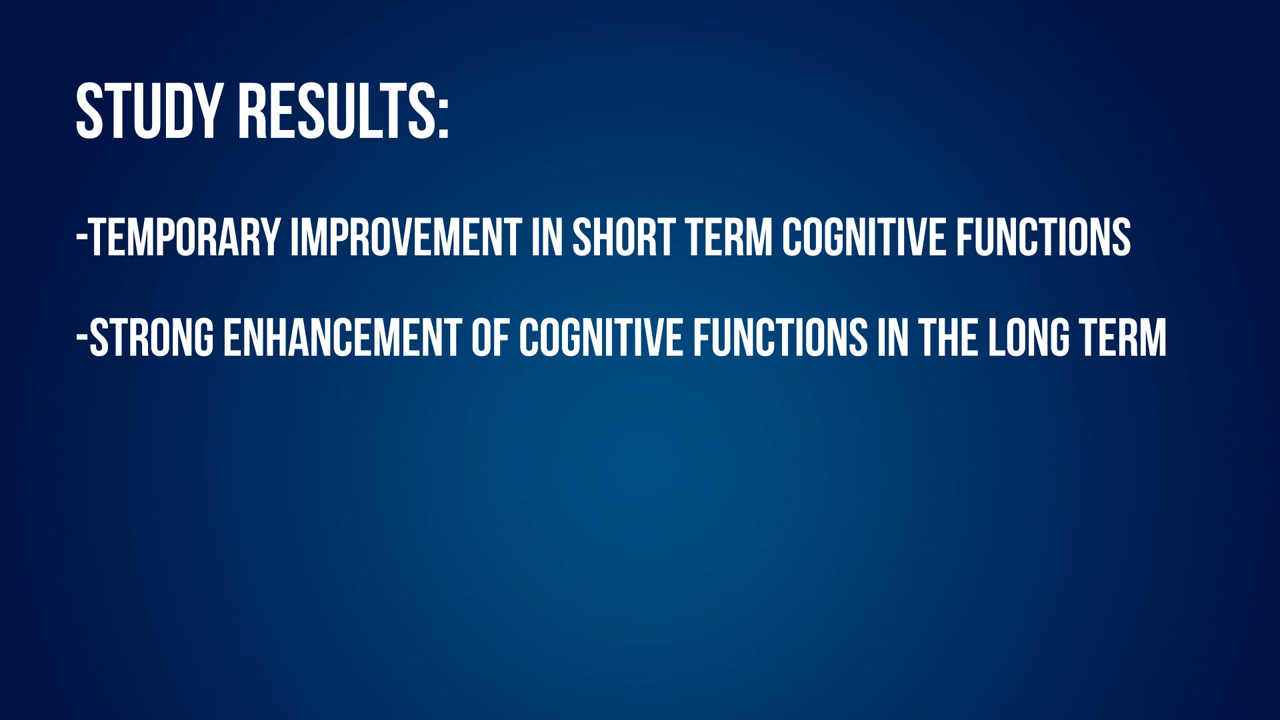 STUDY RESULTS:
-TEMPORARY IMPROVEMENT IN SHORT TERM COGNITIVE FUNCTIONS
-STRONG ENHANCEMENT OF COGNITIVE FUNCTIONS IN THE LONG TERM